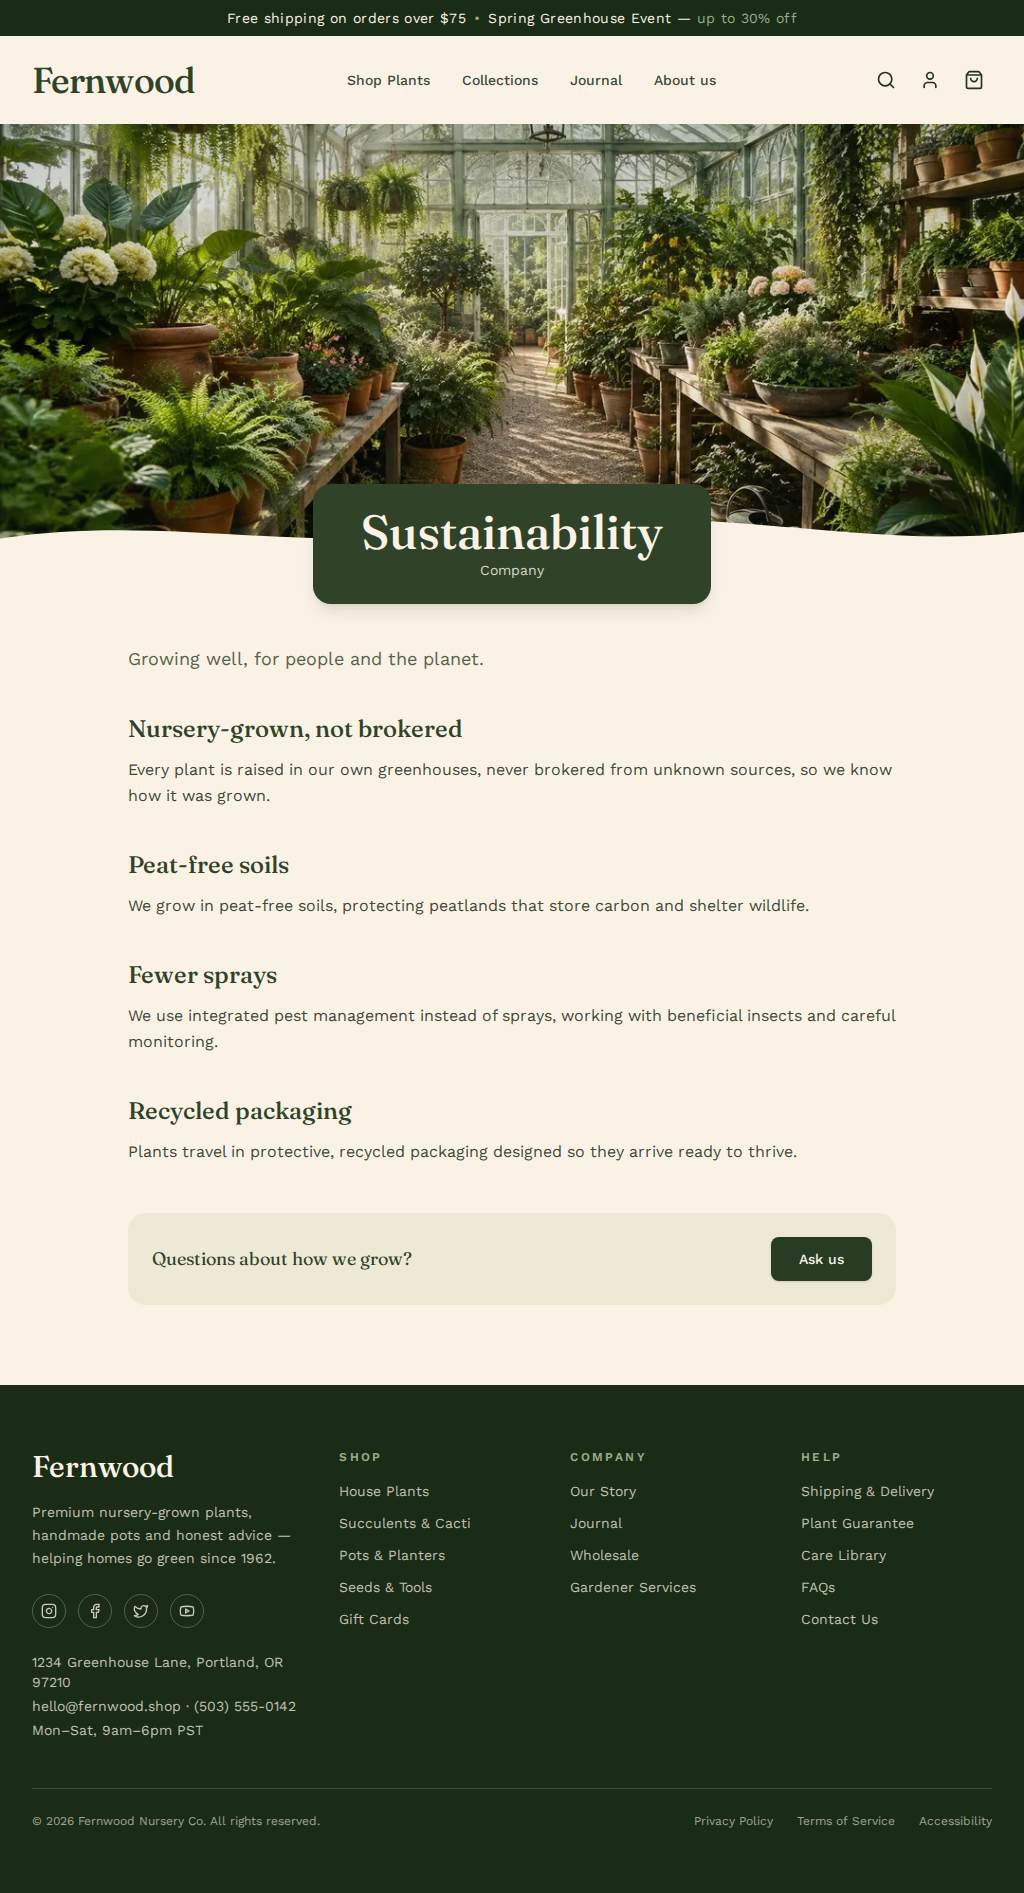 Free shipping on orders over $75 • Spring Greenhouse Event — up to 30% off
Fernwood
Shop Plants
Collections
Journal
About us
Sustainability
Company
Growing well, for people and the planet.
Nursery-grown, not brokered
Every plant is raised in our own greenhouses, never brokered from unknown sources, so we know
how it was grown.
Peat-free soils
We grow in peat-free soils, protecting peatlands that store carbon and shelter wildlife.
Fewer sprays
We use integrated pest management instead of sprays, working with beneficial insects and careful
monitoring.
Recycled packaging
Plants travel in protective, recycled packaging designed so they arrive ready to thrive.
Questions about how we grow?
Ask us
Fernwood
Premium nursery-grown plants,
handmade pots and honest advice —
helping homes go green since 1962.
1234 Greenhouse Lane, Portland, OR
97210
hello@fernwood.shop · (503) 555-0142
Mon–Sat, 9am–6pm PST
SHOP
House Plants
Succulents & Cacti
Pots & Planters
Seeds & Tools
Gift Cards
COMPANY
Our Story
Journal
Wholesale
Gardener Services
HELP
Shipping & Delivery
Plant Guarantee
Care Library
FAQs
Contact Us
© 2026 Fernwood Nursery Co. All rights reserved.
Privacy Policy
Terms of Service
Accessibility